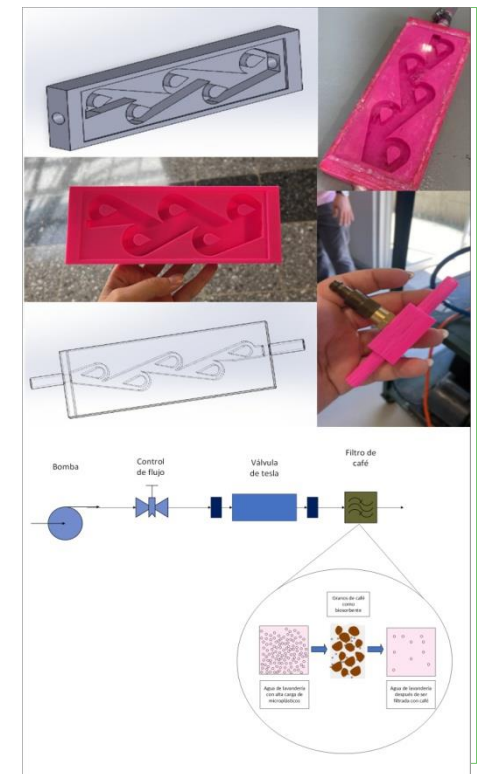 Bomba
Control
de flujo
Válvula
de tesla
Filtro de
café
Granos de café
como
bioadsorbente
Agua de lavandería
con alta carga de
microplásticos
Agua de lavandería
después de ser
filtrada con café